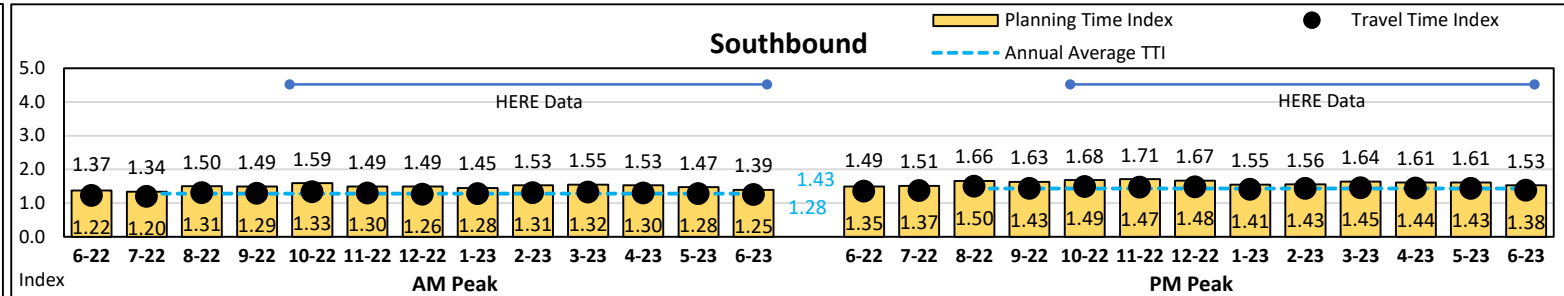 Planning Time Index
Travel Time Index
Southbound
Annual Average TTI
5.0
HERE Data
HERE Data
4.0
3.0
2.0
1.37 1.34 1.50 1.49 1.59 1.49 1.49 1.45 1.53 1.55 1.53 1.47 1.39
1.49 1.51 1.66 1.63 1.68 1.71 1.67 1.55 1.56 1.64 1.61 1.61 1.53
1.43
1.0
1.28
1.22 1.20 1.31 1.29 1.33 1.30 1.26 1.28 1.31 1.32 1.30 1.28 1.25
1.35 1.37 1.50 1.43 1.49 1.47 1.48 1.41 1.43 1.45 1.44 1.43 1.38
0.0
6-22 7-22 8-22 9-22 10-22 11-22 12-22 1-23 2-23 3-23 4-23 5-23 6-23
6-22 7-22 8-22 9-22 10-22 11-22 12-22 1-23 2-23 3-23 4-23 5-23 6-23
Index
AM Peak
PM Peak